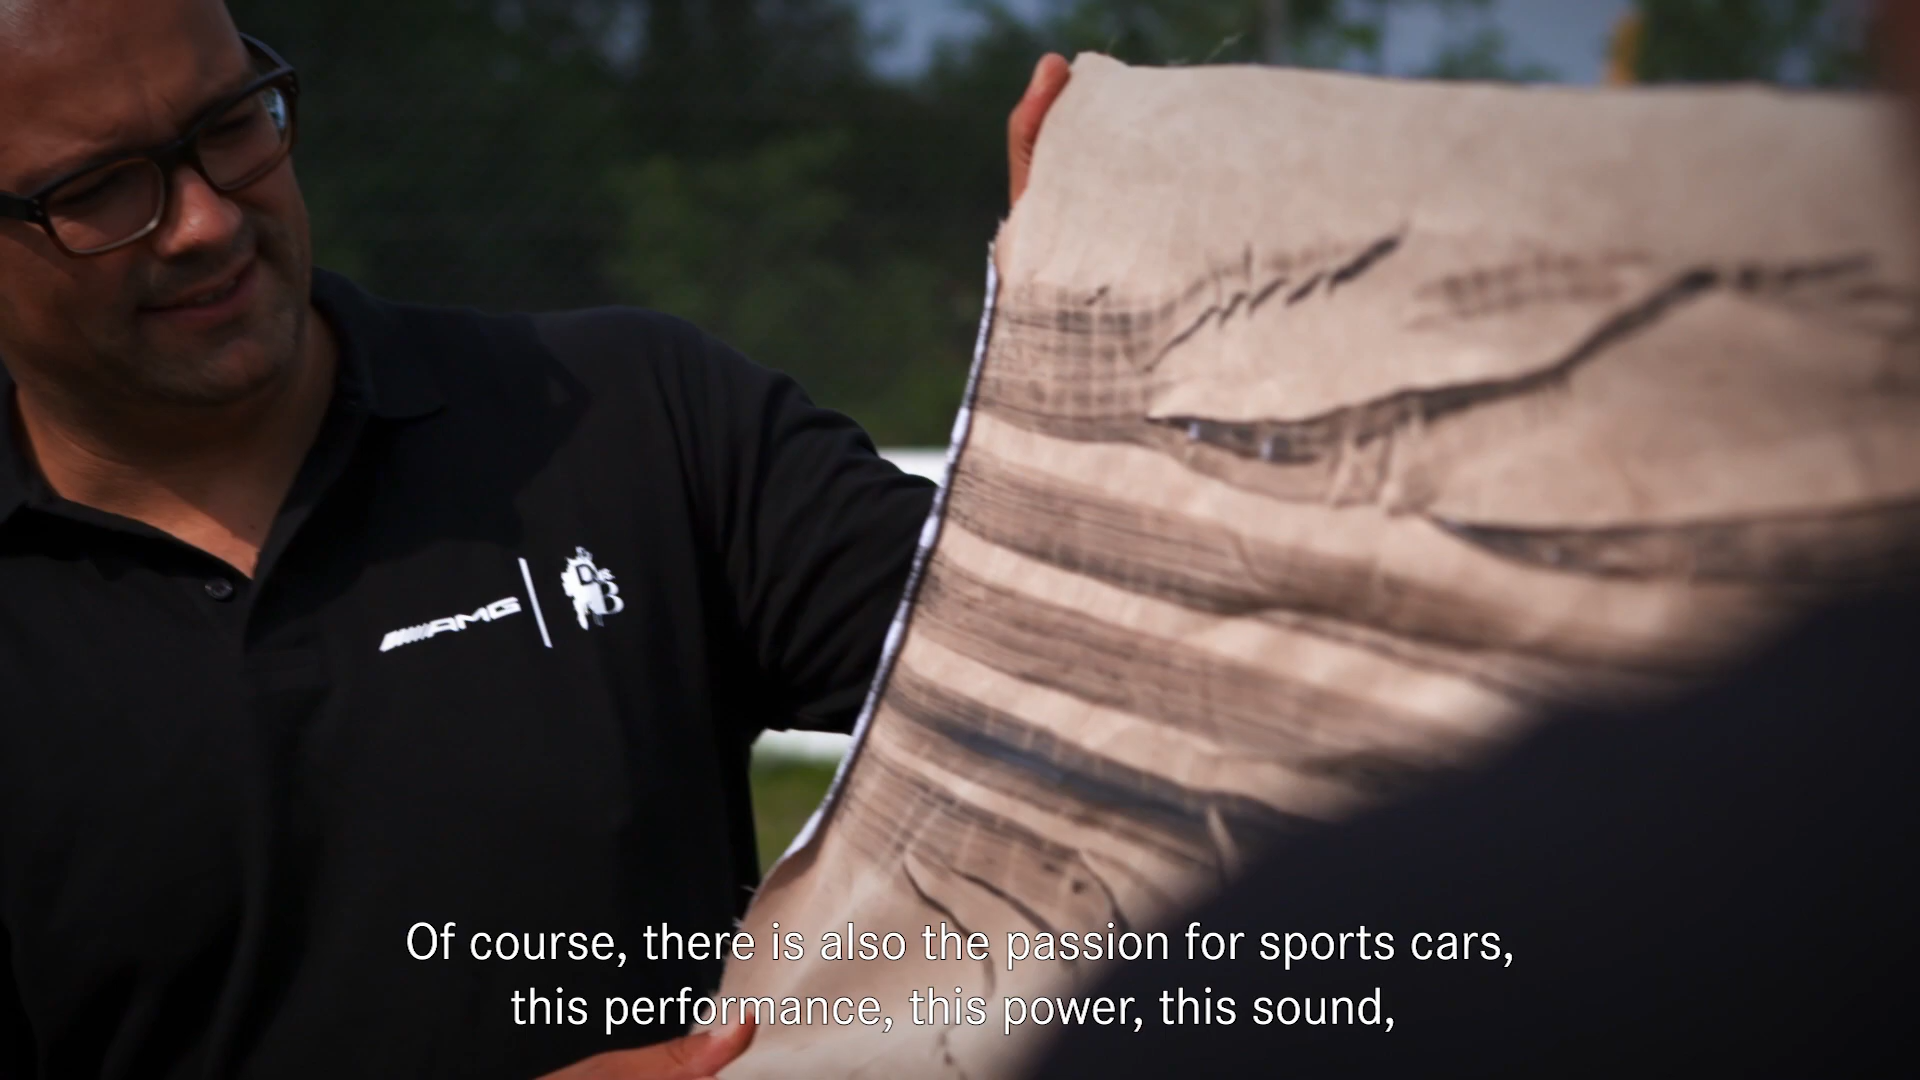 AMG
D&B
Of course, there is also the passion for sports cars,
this performance, this power, this sound,